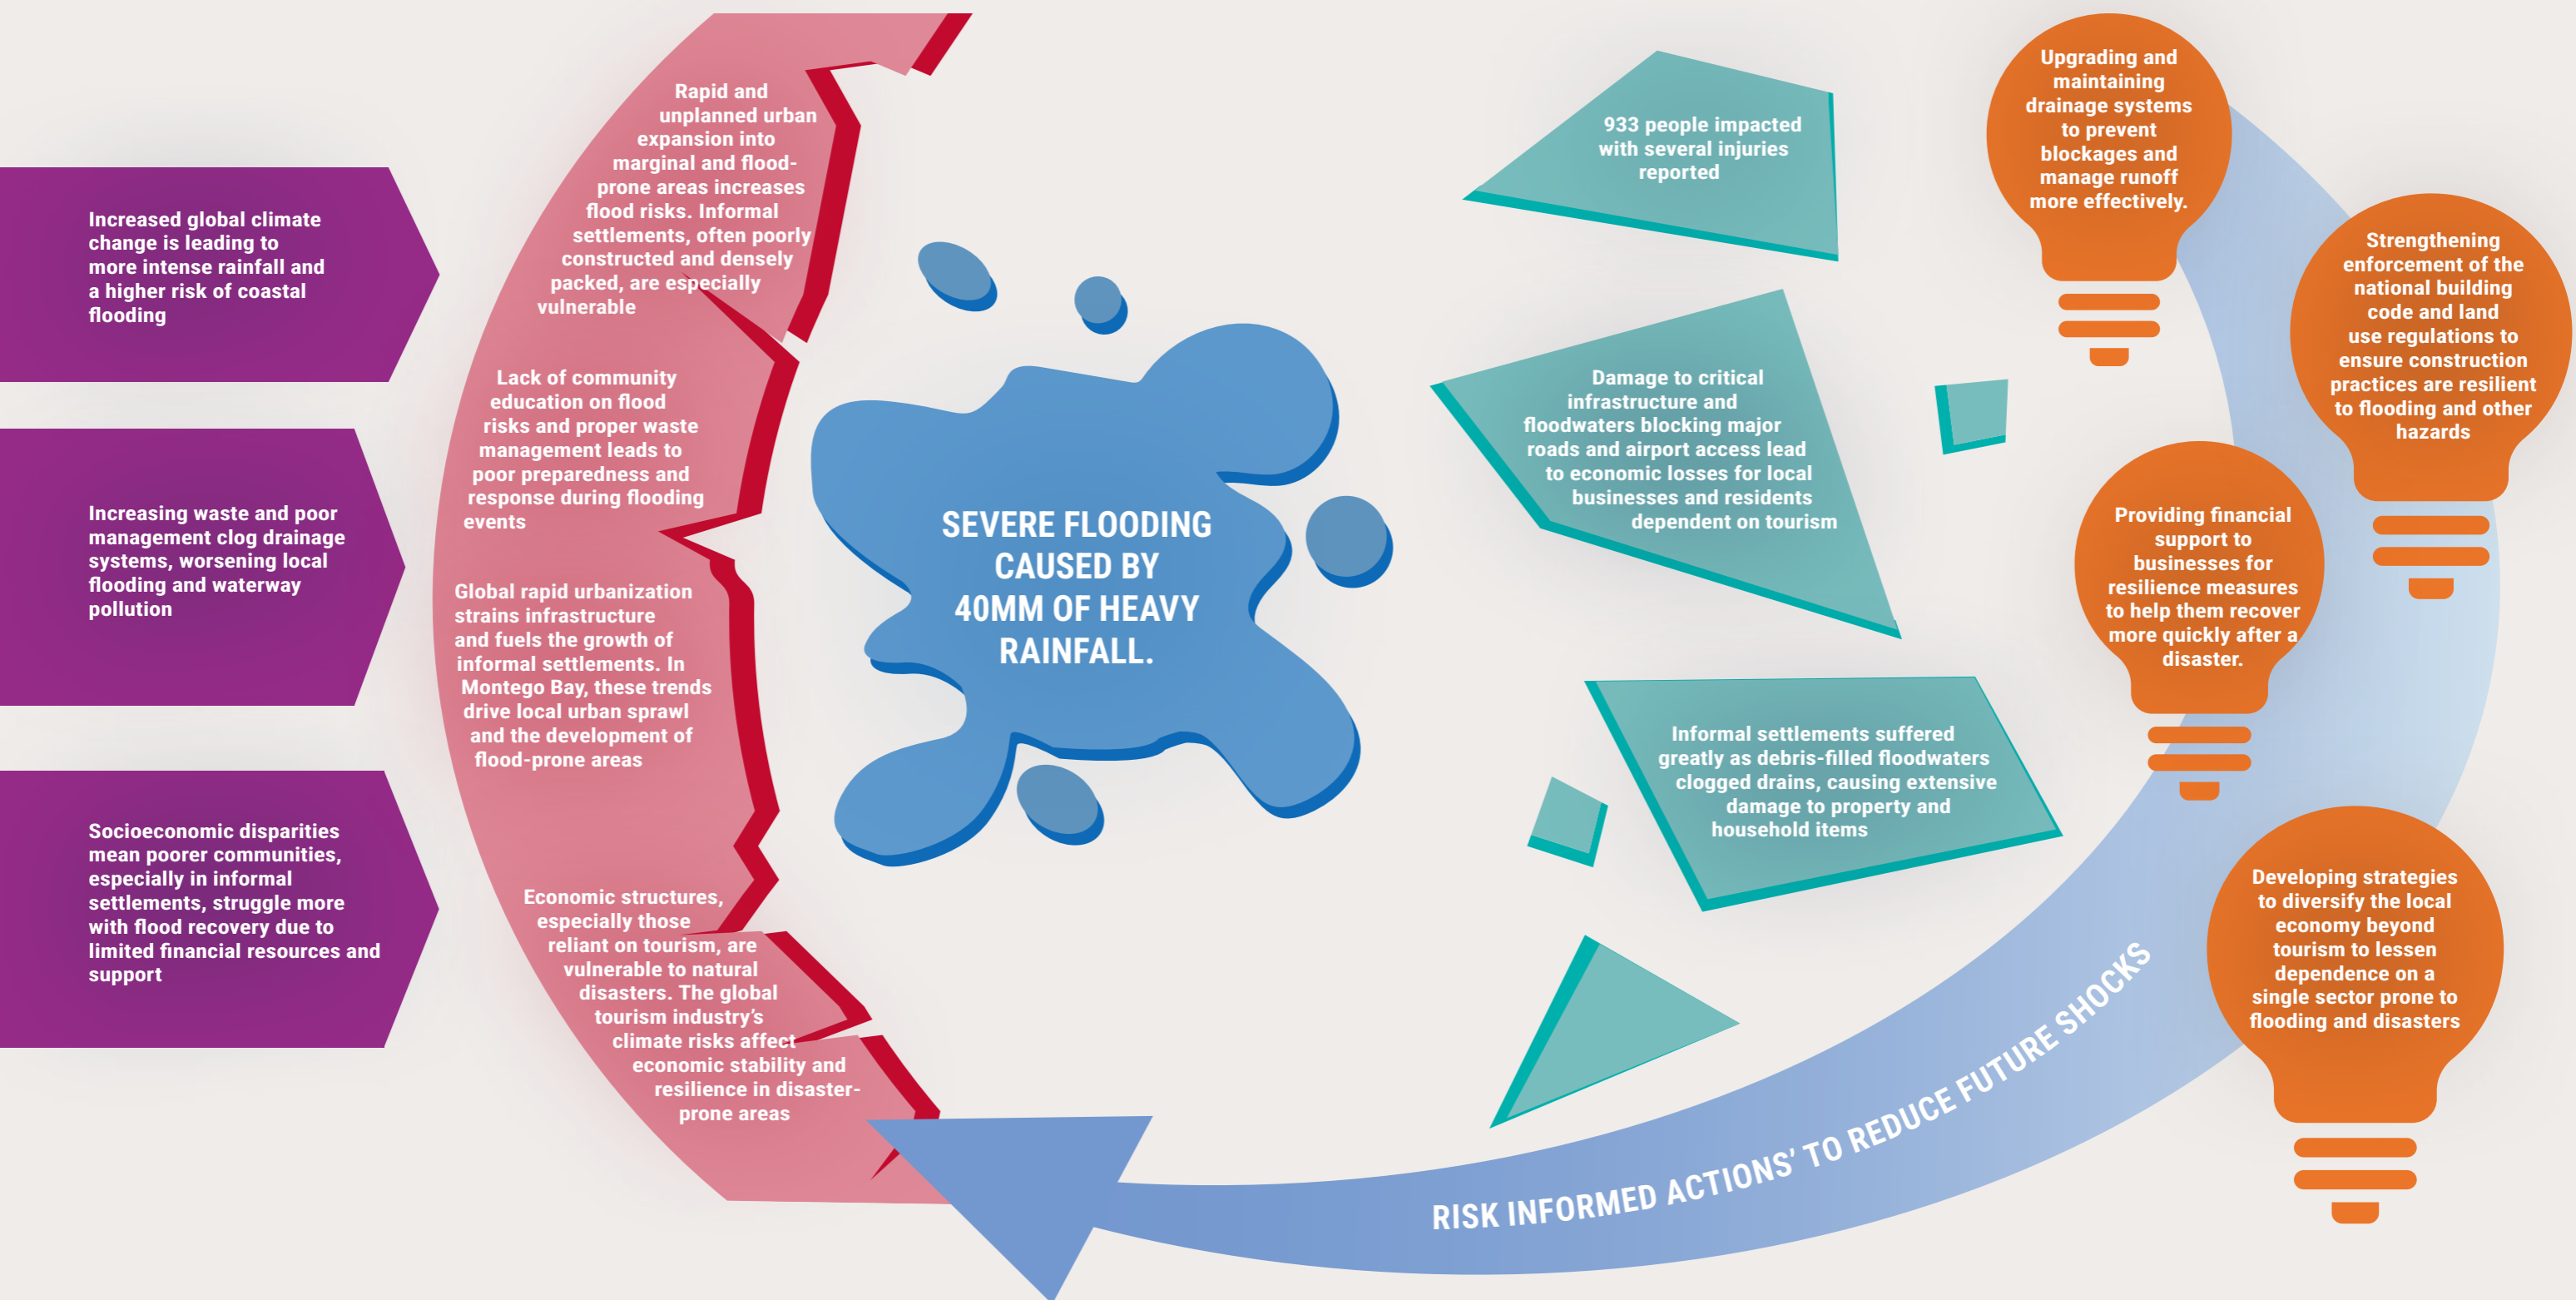 Increased global climate
change is leading to
more intense rainfall and
a higher risk of coastal
flooding
Increasing waste and poor
management clog drainage
systems, worsening local
flooding and waterway
pollution
Socioeconomic disparities
mean poorer communities,
especially in informal
settlements, struggle more
with flood recovery due to
limited financial resources and
support
Rapid and
unplanned urban
expansion into
marginal and flood-
prone areas increases
flood risks. Informal
settlements, often poorly
constructed and densely
packed, are especially
vulnerable
Lack of community
education on flood
risks and proper waste
management leads to
poor preparedness and
response during flooding
events
Global rapid urbanization
strains infrastructure
and fuels the growth of
informal settlements. In
Montego Bay, these trends
drive local urban sprawl
and the development of
flood-prone areas
Economic structures,
especially those
reliant on tourism, are
vulnerable to natural
disasters. The global
tourism industry’s
climate risks affect
economic stability and
resilience in disaster-
prone areas
SEVERE FLOODING
CAUSED BY
40MM OF HEAVY
RAINFALL.
933 people impacted
with several injuries
reported
Damage to critical
infrastructure and
floodwaters blocking major
roads and airport access lead
to economic losses for local
businesses and residents
dependent on tourism
Informal settlements suffered
greatly as debris-filled floodwaters
clogged drains, causing extensive
damage to property and
household items
Upgrading and
maintaining
drainage systems
to prevent
blockages and
manage runoff
more effectively.
Strengthening
enforcement of the
national building
code and land
use regulations to
ensure construction
practices are resilient
to flooding and other
hazards
Providing financial
support to
businesses for
resilience measures
to help them recover
more quickly after a
disaster.
Developing strategies
to diversify the local
economy beyond
tourism to lessen
dependence on a
single sector prone to
flooding and disasters
RISK INFORMED ACTIONS’ TO REDUCE FUTURE SHOCKS